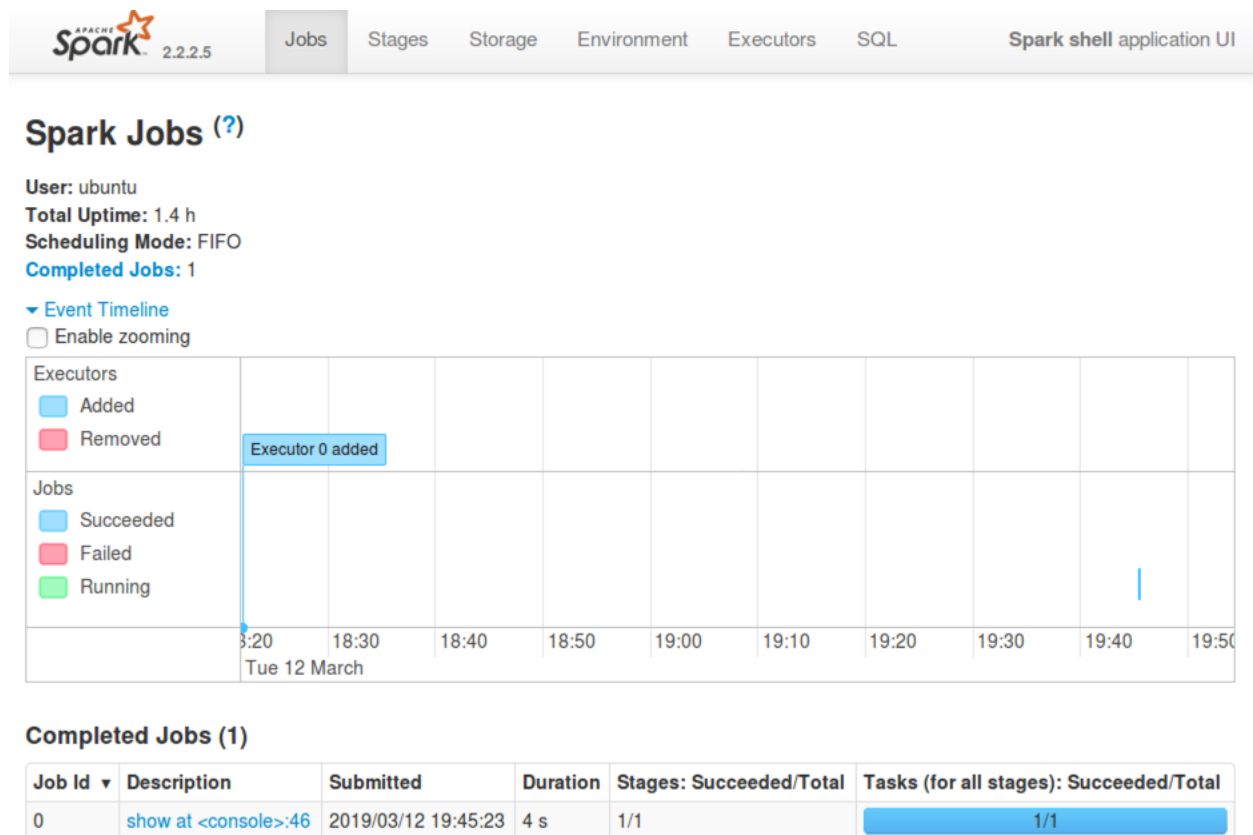 APACHE
Spark 2.2.2.5 Jobs Stages Storage Environment Executors SQL Spark shell application UI
Spark Jobs (?)
User: ubuntu
Total Uptime: 1.4 h
Scheduling Mode: FIFO
Completed Jobs: 1
Event Timeline
Enable zooming
Executors
Added
Removed
Executor 0 added
Jobs
Succeeded
Failed
Running
:20 18:30 18:40 18:50 19:00 19:10 19:20 19:30 19:40 19:50
Tue 12 March
Completed Jobs (1)
Job Id ▾ Description Submitted Duration Stages: Succeeded/Total Tasks (for all stages): Succeeded/Total
0 show at <console>:46 2019/03/12 19:45:23 4 s 1/1 1/1